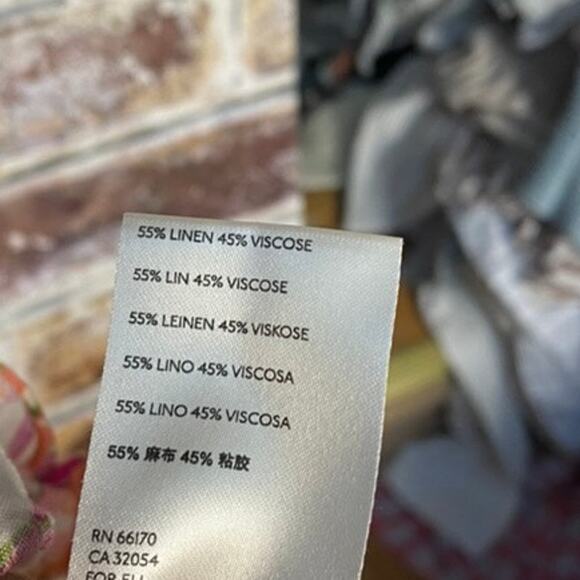 55% LINEN 45% VISCOSE
55% LIN 45% VISCOSE
55% LEINEN 45% VISKOSE
55% LINO 45% VISCOSA
55% LINO 45% VISCOSA
55% 麻布 45% 粘胶
RN 66170
CA 32054
FOR